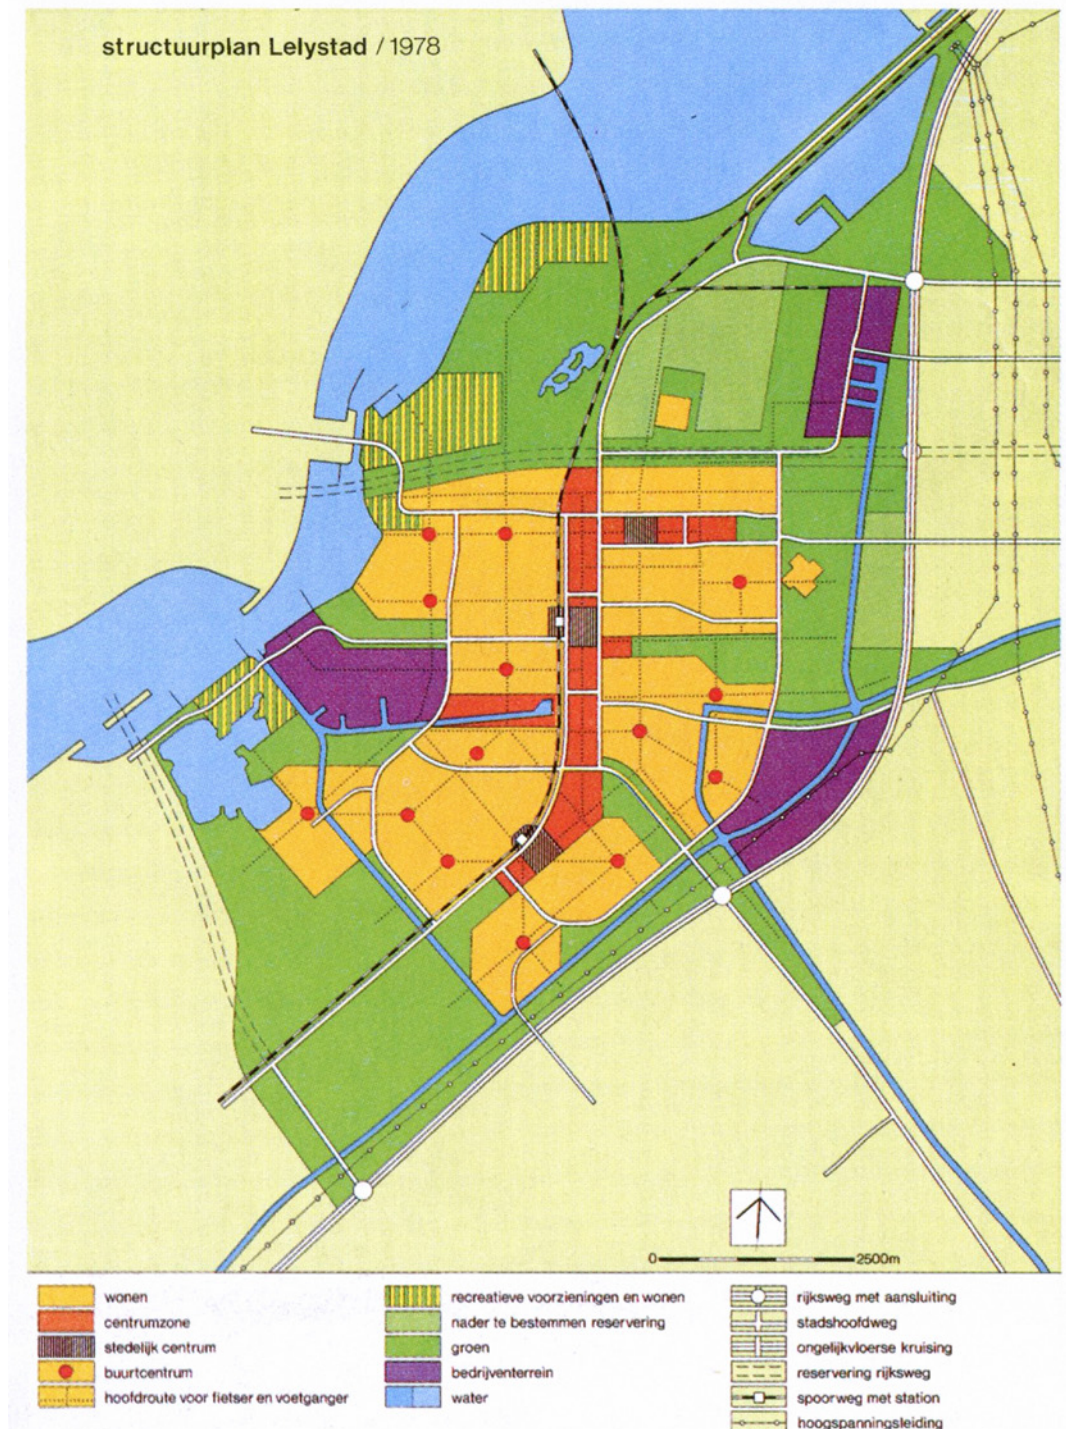 structuurplan Lelystad / 1978
0 2500m
wonen
centrumzone
stedelijk centrum
buurtcentrum
hoofdroute voor fietser en voetganger
recreatieve voorzieningen en wonen
nader te bestemmen reservering
groen
bedrijventerrein
water
rijksweg met aansluiting
stadshoofdweg
ongelijkvloerse kruising
reservering rijksweg
spoorweg met station
hoogspanningsleiding